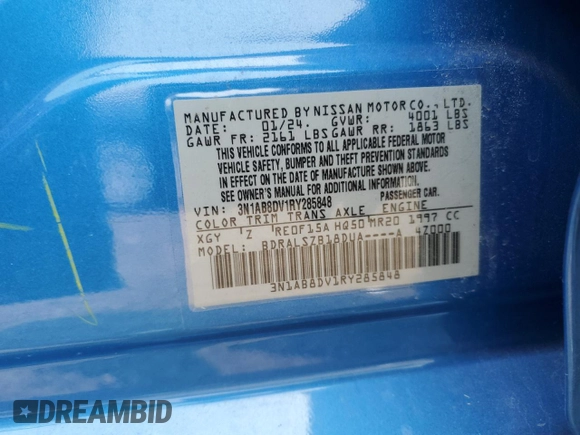 MANUFACTURED BY NISSAN MOTOR CO., LTD.
DATE: 01/24. GVWR: 4001 LBS
GAWR FR: 2161 LBS GAWR RR: 1863 LBS
THIS VEHICLE CONFORMS TO ALL APPLICABLE FEDERAL MOTOR
VEHICLE SAFETY, BUMPER AND THEFT PREVENTION STANDARDS
IN EFFECT ON THE DATE OF MANUFACTURE SHOWN ABOVE.
SEE OWNER'S MANUAL FOR ADDITIONAL INFORMATION.
VIN: 3N1AB8DV1RY285848 PASSENGER CAR.
COLOR TRIM TRANS AXLE ENGINE
XGY Z RE0F15A HQ50 MR20 1997 CC
BDRALSZB18DUA----A 4Z000
3N1AB8DV1RY285848
DREAMBID